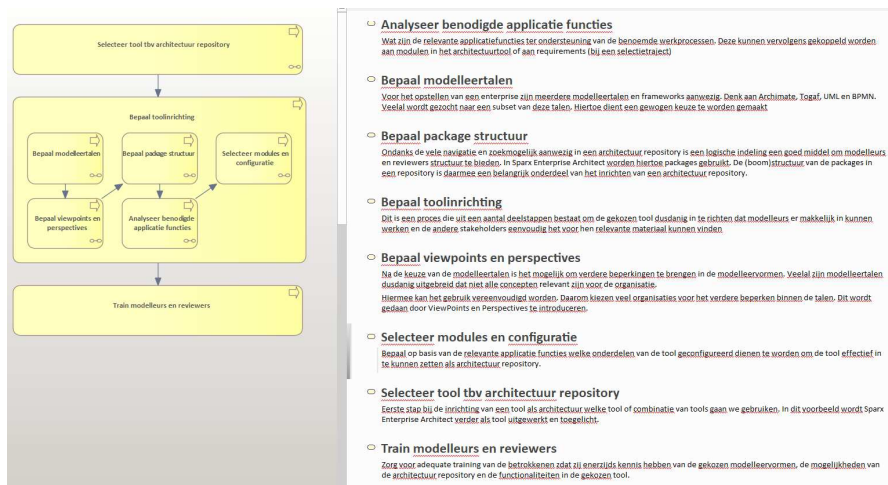 Selecteer tool tbv architectuur repository
Bepaal toolinrichting
Bepaal modelleertalen
Bepaal package structuur
Selecteer modules en
configuratie
Bepaal viewpoints en
perspectives
Analyseer benodigde
applicatie functies
Train modelleurs en reviewers
Analyseer benodigde applicatie functies
Wat zijn de relevante applicatiefuncties ter ondersteuning van de benoemde werkprocessen. Deze kunnen vervolgens gekoppeld worden
aan modulen in het architectuurtool of aan requirements (bij een selectietraject)
Bepaal modelleertalen
Voor het opstellen van een enterprise zijn meerdere modelleertalen en frameworks aanwezig. Denk aan Archimate, Togaf, UML en BPMN.
Veelal wordt gezocht naar een subset van deze talen. Hiertoe dient een gewogen keuze te worden gemaakt
Bepaal package structuur
Ondanks de vele navigatie en zoekmogelijk aanwezig in een architectuur repository is een logische indeling een goed middel om modelleurs
en reviewers structuur te bieden. In Sparx Enterprise Architect worden hiertoe packages gebruikt. De (boom)structuur van de packages in
een repository is daarmee een belangrijk onderdeel van het inrichten van een architectuur repository.
Bepaal toolinrichting
Dit is een proces die uit een aantal deelstappen bestaat om de gekozen tool dusdanig in te richten dat modelleurs er makkelijk in kunnen
werken en de andere stakeholders eenvoudig het voor hen relevante materiaal kunnen vinden
Bepaal viewpoints en perspectives
Na de keuze van de modelleertalen is het mogelijk om verdere beperkingen te brengen in de modelleervormen. Veelal zijn modelleertalen
dusdanig uitgebreid dat niet alle concepten relevant zijn voor de organisatie.
Hiermee kan het gebruik vereenvoudigd worden. Daarom kiezen veel organisaties voor het verdere beperken binnen de talen. Dit wordt
gedaan door ViewPoints en Perspectives te introduceren.
Selecteer modules en configuratie
Bepaal op basis van de relevante applicatie functies welke onderdelen van de tool geconfigureerd dienen te worden om de tool effectief in
te kunnen zetten als architectuur repository.
Selecteer tool tbv architectuur repository
Eerste stap bij de inrichting van een tool als architectuur welke tool of combinatie van tools gaan we gebruiken. In dit voorbeeld wordt Sparx
Enterprise Architect verder als tool uitgewerkt en toegelicht.
Train modelleurs en reviewers
Zorg voor adequate training van de betrokkenen zdat zij enerzijds kennis hebben van de gekozen modelleervormen, de mogelijkheden van
de architectuur repository en de functionaliteiten in de gekozen tool.